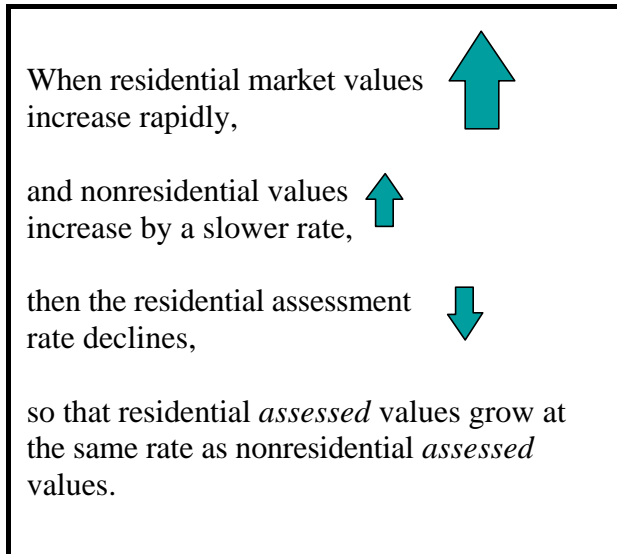 When residential market values
increase rapidly,
and nonresidential values
increase by a slower rate,
then the residential assessment
rate declines,
so that residential assessed values grow at
the same rate as nonresidential assessed
values.